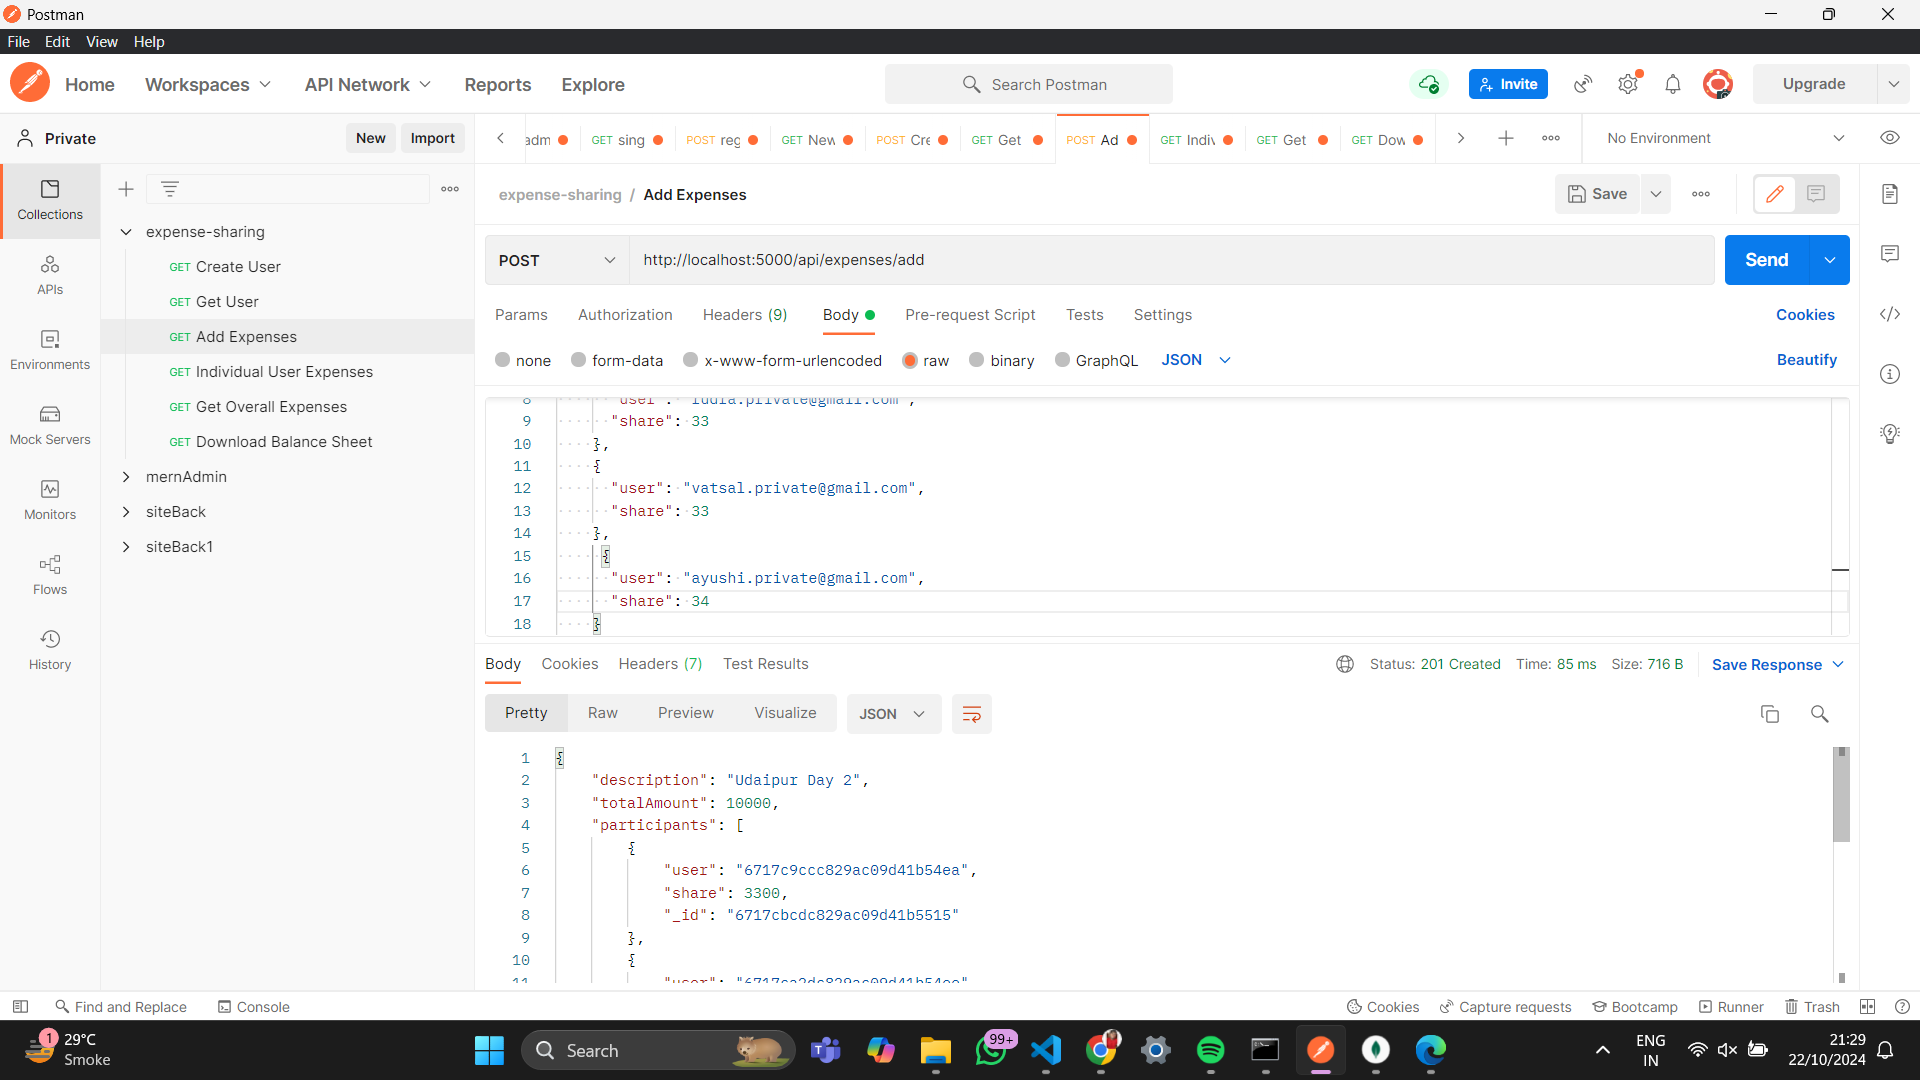 Postman
File Edit View Help
Home Workspaces API Network Reports Explore Search Postman Invite Upgrade
Private New Import
adm GET sing POST reg GET New POST Cre GET Get POST Ad GET Indiv GET Get GET Dow No Environment
Collections
APIs
Environments
Mock Servers
Monitors
Flows
History
expense-sharing
GET Create User
GET Get User
GET Add Expenses
GET Individual User Expenses
GET Get Overall Expenses
GET Download Balance Sheet
mernAdmin
siteBack
siteBack1
expense-sharing / Add Expenses Save
POST http://localhost:5000/api/expenses/add Send
Params Authorization Headers (9) Body Pre-request Script Tests Settings Cookies
none form-data x-www-form-urlencoded raw binary GraphQL JSON Beautify
8 "user":
9 "share": 33
10 },
11 {
12 "user": "vatsal.private@gmail.com",
13 "share": 33
14 },
15 {
16 "user": "ayushi.private@gmail.com",
17 "share": 34
18 }
Body Cookies Headers (7) Test Results Status: 201 Created Time: 85 ms Size: 716 B Save Response
Pretty Raw Preview Visualize JSON
1 {
2 "description": "Udaipur Day 2",
3 "totalAmount": 10000,
4 "participants": [
5 {
6 "user": "6717c9ccc829ac09d41b54ea",
7 "share": 3300,
8 "_id": "6717cbcdc829ac09d41b5515"
9 },
10 {
11 "user":
Find and Replace Console Cookies Capture requests Bootcamp Runner Trash
1 29°C
Smoke
Search
99+
ENG
IN
21:29
22/10/2024